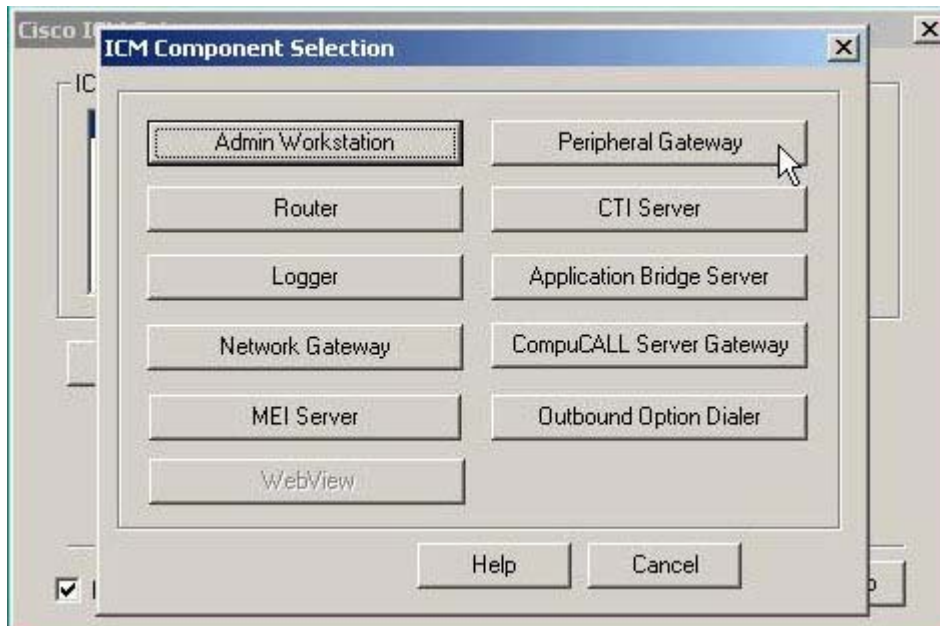 Cisco I
ICM Component Selection
IC
Admin Workstation
Peripheral Gateway
Router
CTI Server
Logger
Application Bridge Server
Network Gateway
CompuCALL Server Gateway
MEI Server
Outbound Option Dialer
WebView
Help
Cancel